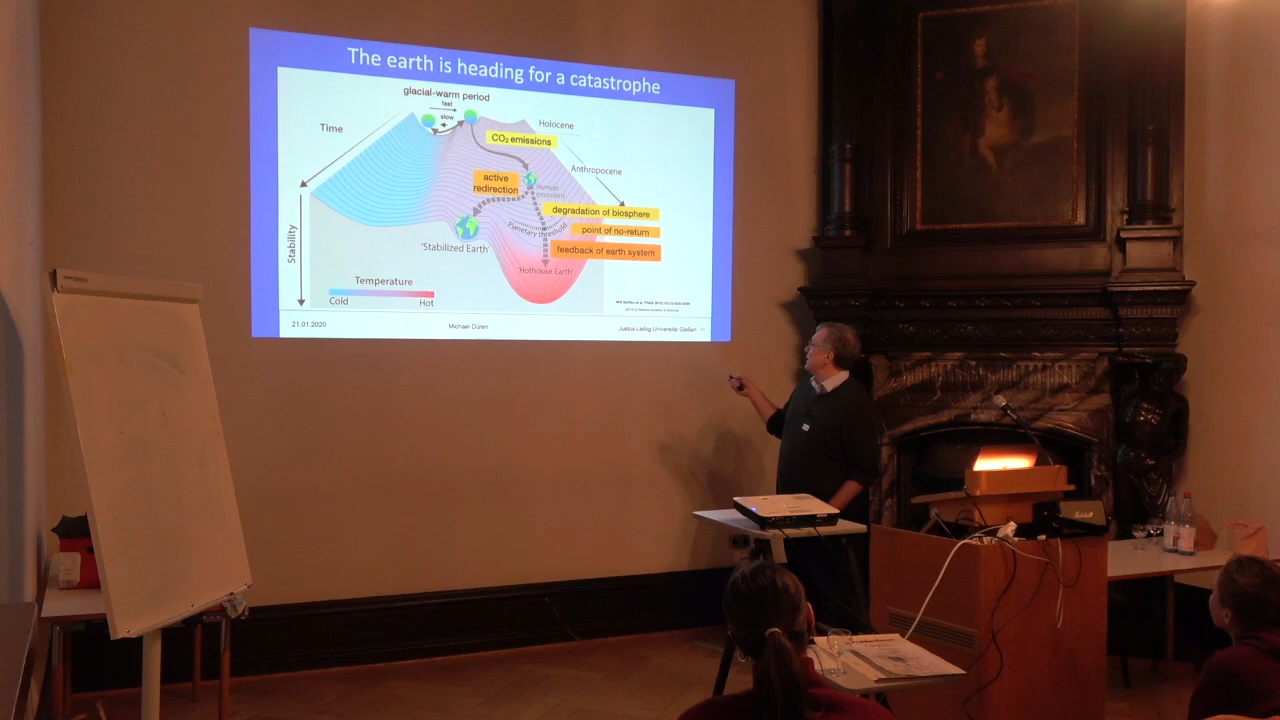 The earth is heading for a catastrophe
glacial-warm period
fast
slow
Time
Holocene
CO₂ emissions
Anthropocene
active
redirection
Human
emissions
degradation of biosphere
Planetary threshold
point of no-return
Stability
'Stabilized Earth'
feedback of earth system
'Hothouse Earth'
Temperature
Cold
Hot
21.01.2020
Michael Düren
Justus-Liebig-Universität Gießen
Marshall